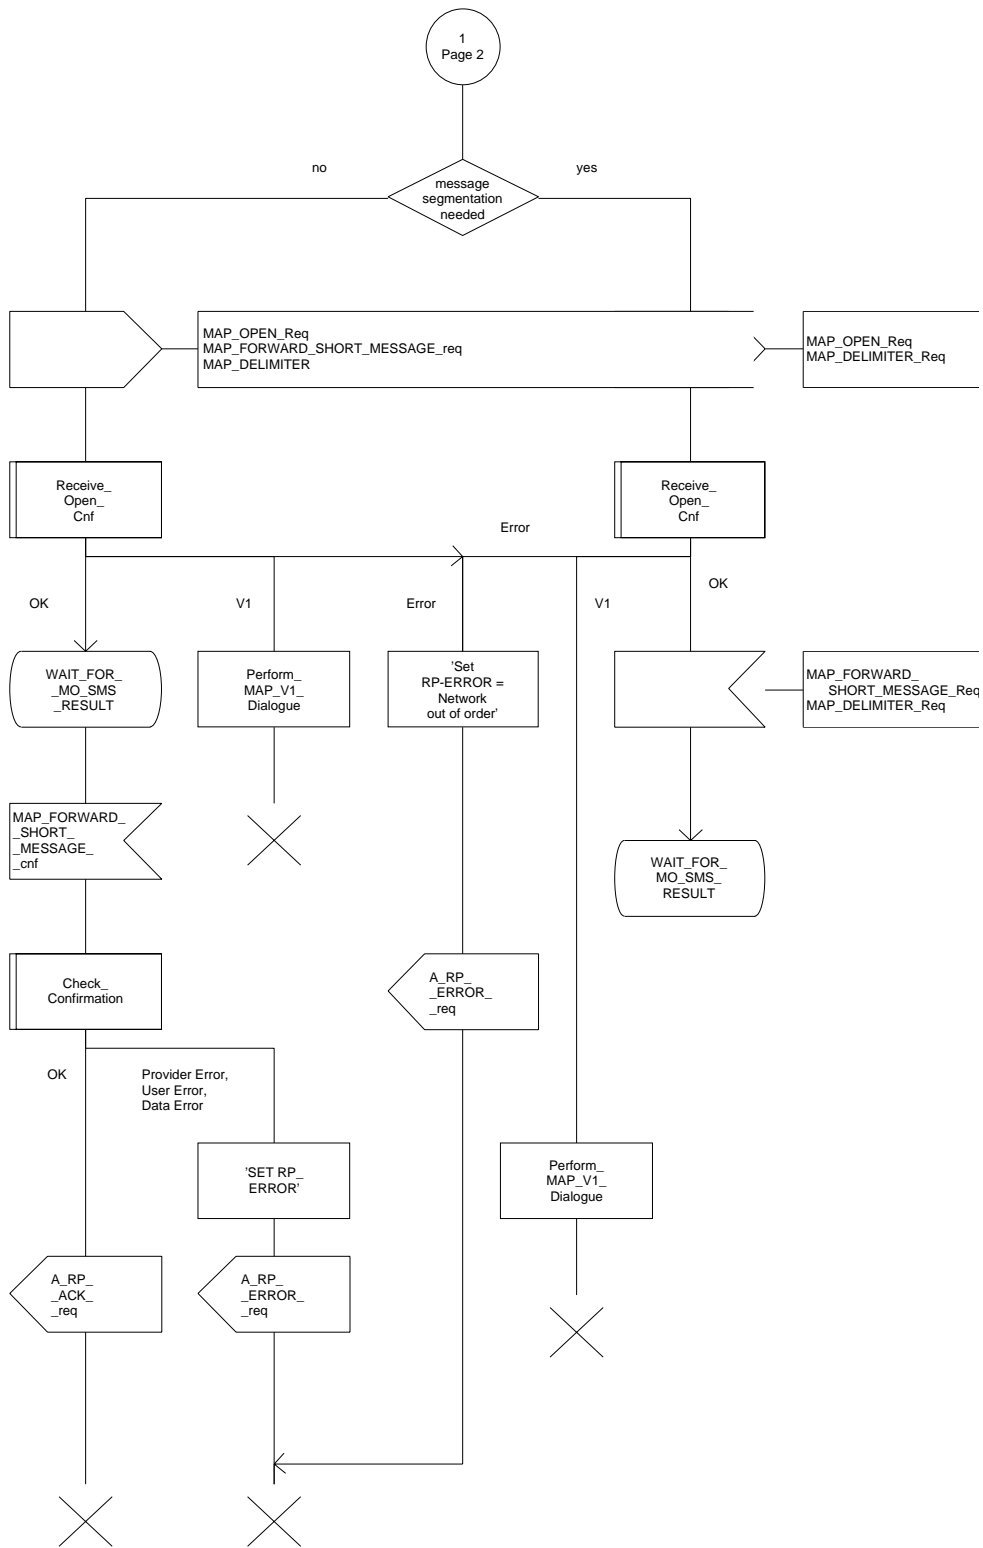 1
Page 2
no
yes
message
segmentation
needed
MAP_OPEN_Req
MAP_FORWARD_SHORT_MESSAGE_req
MAP_DELIMITER
MAP_OPEN_Req
MAP_DELIMITER_Req
Receive_
Open_
Cnf
Receive_
Open_
Cnf
Error
OK
V1
Error
V1
OK
WAIT_FOR_
_MO_SMS
_RESULT
Perform_
MAP_V1_
Dialogue
'Set
RP-ERROR =
Network
out of order'
MAP_FORWARD_
SHORT_MESSAGE_Req
MAP_DELIMITER_Req
MAP_FORWARD_
_SHORT_
_MESSAGE_
_cnf
WAIT_FOR_
MO_SMS_
RESULT
Check_
Confirmation
A_RP_
_ERROR_
_req
OK
Provider Error,
User Error,
Data Error
'SET RP_
ERROR'
Perform_
MAP_V1_
Dialogue
A_RP_
_ACK_
_req
A_RP_
_ERROR_
_req